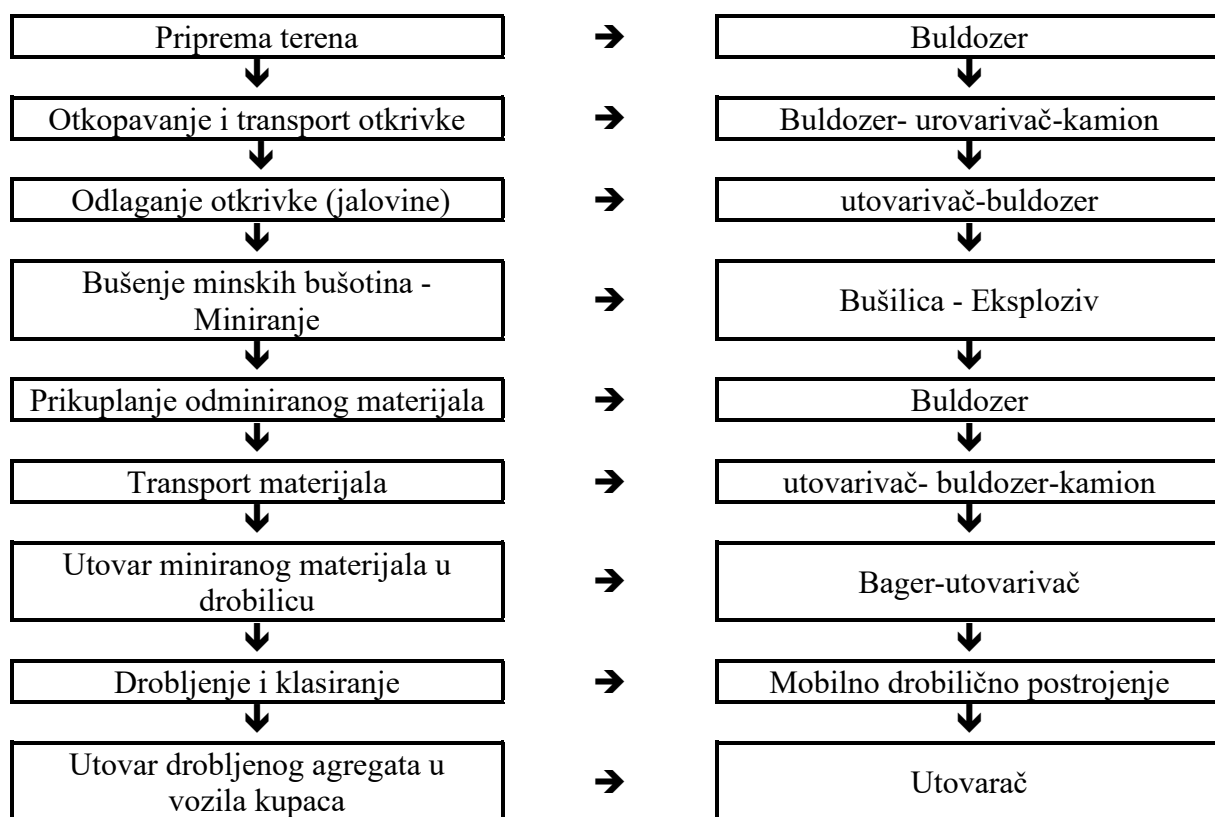 Priprema terena ➔ Buldozer
Otkopavanje i transport otkrivke ➔ Buldozer- urovarivač-kamion
Odlaganje otkrivke (jalovine) ➔ utovarivač-buldozer
Bušenje minskih bušotina -
Miniranje ➔ Bušilica - Eksploziv
Prikuplanje odminiranog materijala ➔ Buldozer
Transport materijala ➔ utovarivač- buldozer-kamion
Utovar miniranog materijala u
drobilicu ➔ Bager-utovarivač
Drobljenje i klasiranje ➔ Mobilno drobilično postrojenje
Utovar drobljenog agregata u
vozila kupaca ➔ Utovarač